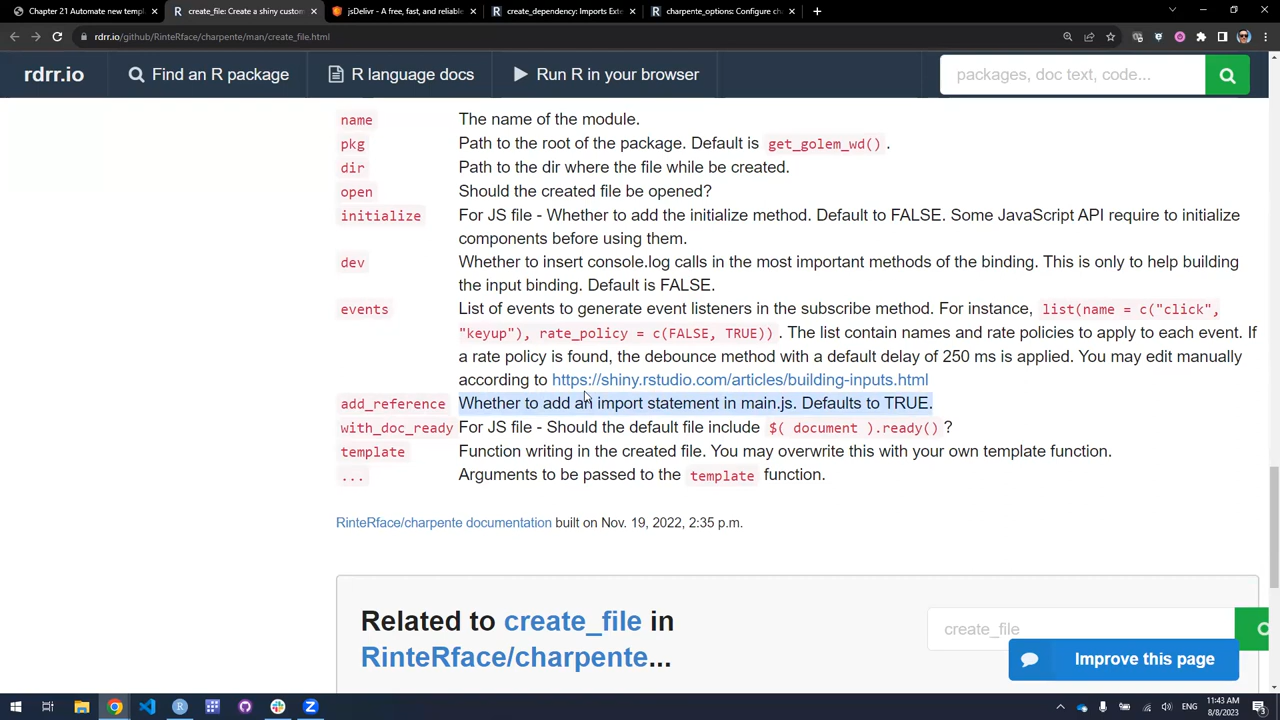 Chapter 21 Automate new templ
create_file: Create a shiny custom
jsDelivr - A free, fast, and reliable
create_dependency: Imports Exte
charpente_options: Configure cha
rdrr.io/github/RinteRface/charpente/man/create_file.html
rdrr.io
Find an R package
R language docs
Run R in your browser
packages, doc text, code...
name The name of the module.
pkg Path to the root of the package. Default is get_golem_wd() .
dir Path to the dir where the file while be created.
open Should the created file be opened?
initialize For JS file - Whether to add the initialize method. Default to FALSE. Some JavaScript API require to initialize
components before using them.
dev Whether to insert console.log calls in the most important methods of the binding. This is only to help building
the input binding. Default is FALSE.
events List of events to generate event listeners in the subscribe method. For instance, list(name = c("click",
"keyup"), rate_policy = c(FALSE, TRUE)) . The list contain names and rate policies to apply to each event. If
a rate policy is found, the debounce method with a default delay of 250 ms is applied. You may edit manually
according to https://shiny.rstudio.com/articles/building-inputs.html
add_reference Whether to add an import statement in main.js. Defaults to TRUE.
with_doc_ready For JS file - Should the default file include $( document ).ready() ?
template Function writing in the created file. You may overwrite this with your own template function.
... Arguments to be passed to the template function.
RinteRface/charpente documentation built on Nov. 19, 2022, 2:35 p.m.
Related to create_file in
RinteRface/charpente...
create_file
Improve this page
ENG
11:43 AM
8/8/2023